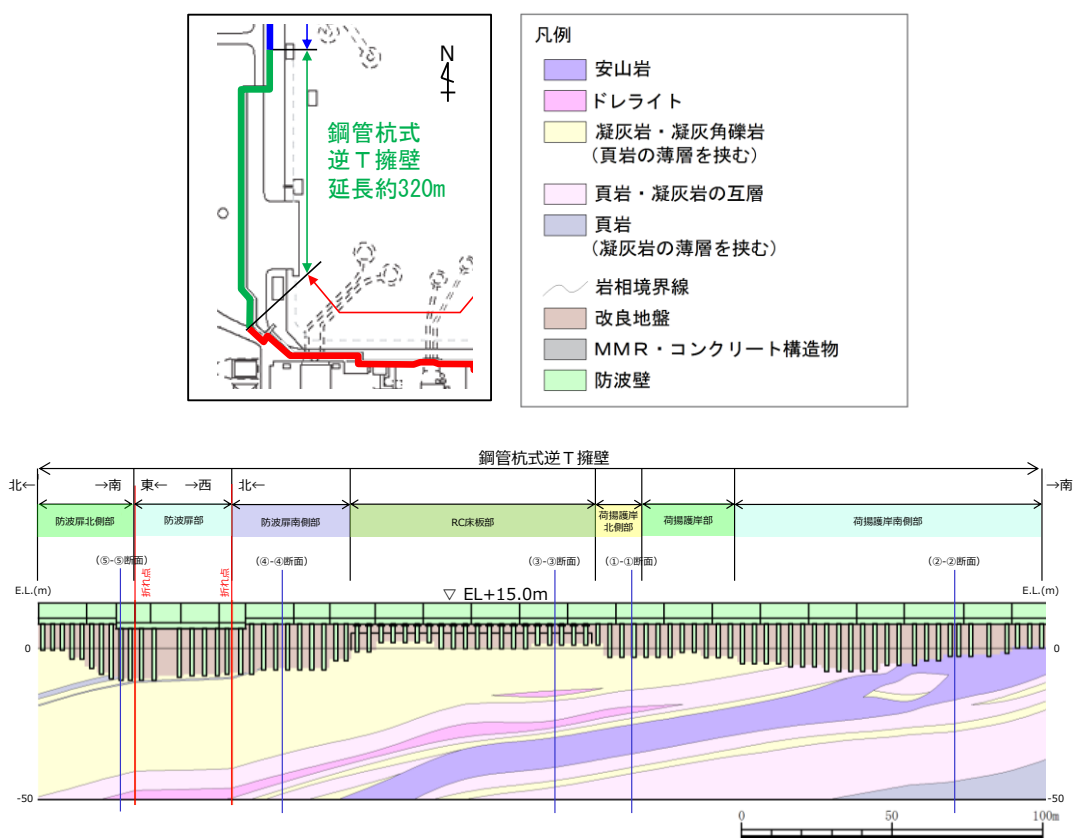 N
鋼管杭式
逆T擁壁
延長約320m
凡例
安山岩
ドレライト
凝灰岩・凝灰角礫岩
(頁岩の薄層を挟む)
頁岩・凝灰岩の互層
頁岩
(凝灰岩の薄層を挟む)
岩相境界線
改良地盤
MMR・コンクリート構造物
防波壁
鋼管杭式逆T擁壁
北← →南 東← →西 北← →南
防波扉北側部 防波扉部 防波扉南側部 RC床板部 荷揚護岸北側部 荷揚護岸部 荷揚護岸南側部
(⑤-⑤断面) (④-④断面) (③-③断面) (①-①断面) (②-②断面)
折れ点 折れ点
E.L.(m) ▽ EL+15.0m E.L.(m)
0 0
-50 -50
0 50 100m